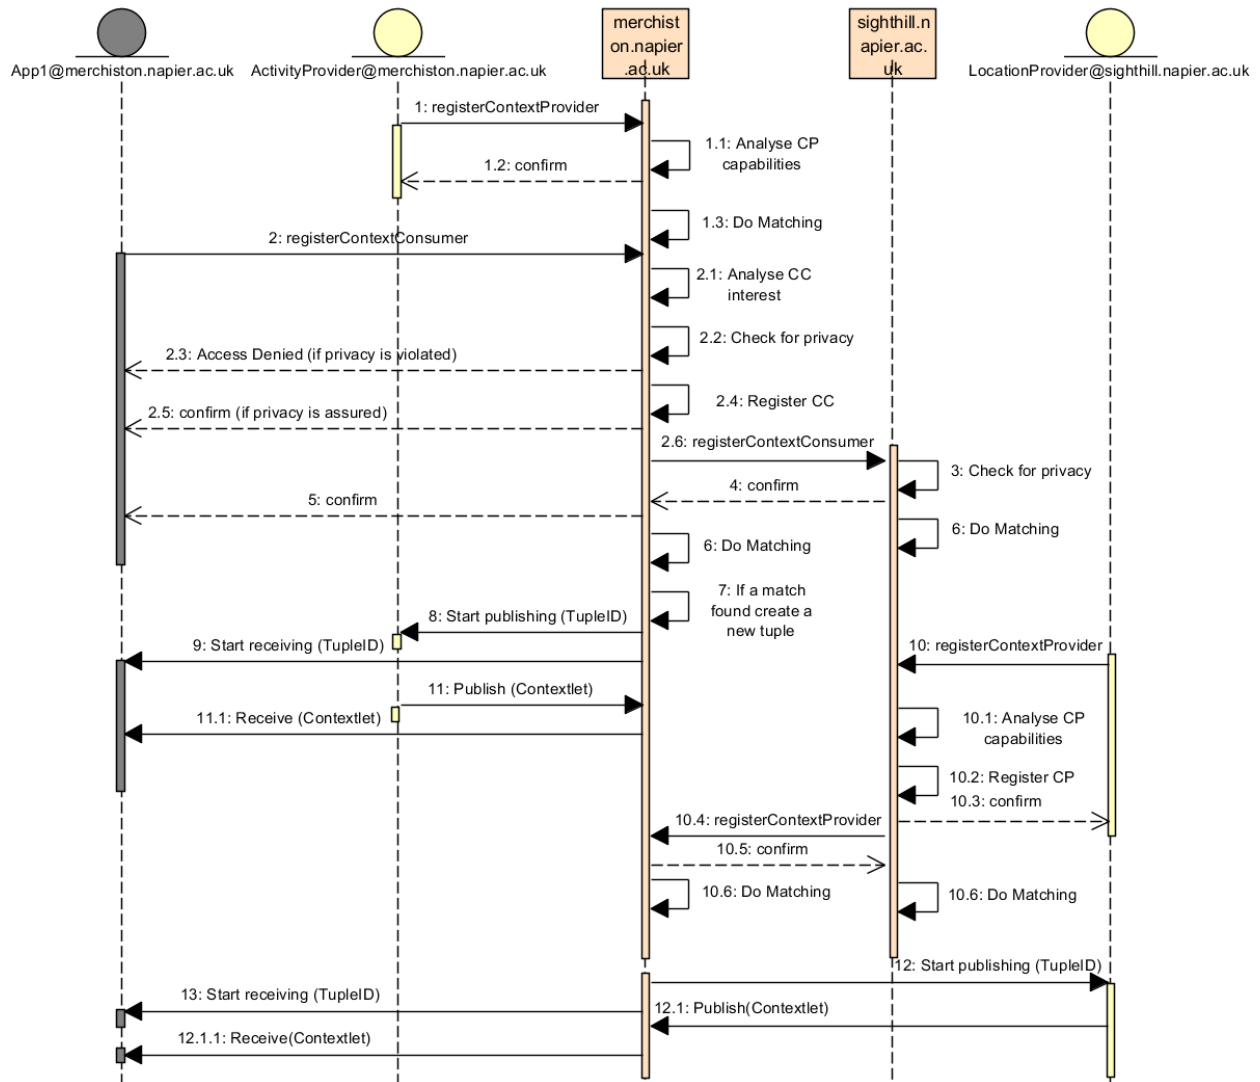 merchist
on.napier
.ac.uk
sighthill.n
apier.ac.
uk
App1@merchiston.napier.ac.uk
ActivityProvider@merchiston.napier.ac.uk
LocationProvider@sighthill.napier.ac.uk
1: registerContextProvider
1.1: Analyse CP
capabilities
1.2: confirm
1.3: Do Matching
2: registerContextConsumer
2.1: Analyse CC
interest
2.2: Check for privacy
2.3: Access Denied (if privacy is violated)
2.4: Register CC
2.5: confirm (if privacy is assured)
2.6: registerContextConsumer
3: Check for privacy
4: confirm
5: confirm
6: Do Matching
6: Do Matching
7: If a match
found create a
new tuple
8: Start publishing (TupleID)
9: Start receiving (TupleID)
10: registerContextProvider
11: Publish (Contextlet)
11.1: Receive (Contextlet)
10.1: Analyse CP
capabilities
10.2: Register CP
10.3: confirm
10.4: registerContextProvider
10.5: confirm
10.6: Do Matching
10.6: Do Matching
12: Start publishing (TupleID)
13: Start receiving (TupleID)
12.1: Publish(Contextlet)
12.1.1: Receive(Contextlet)